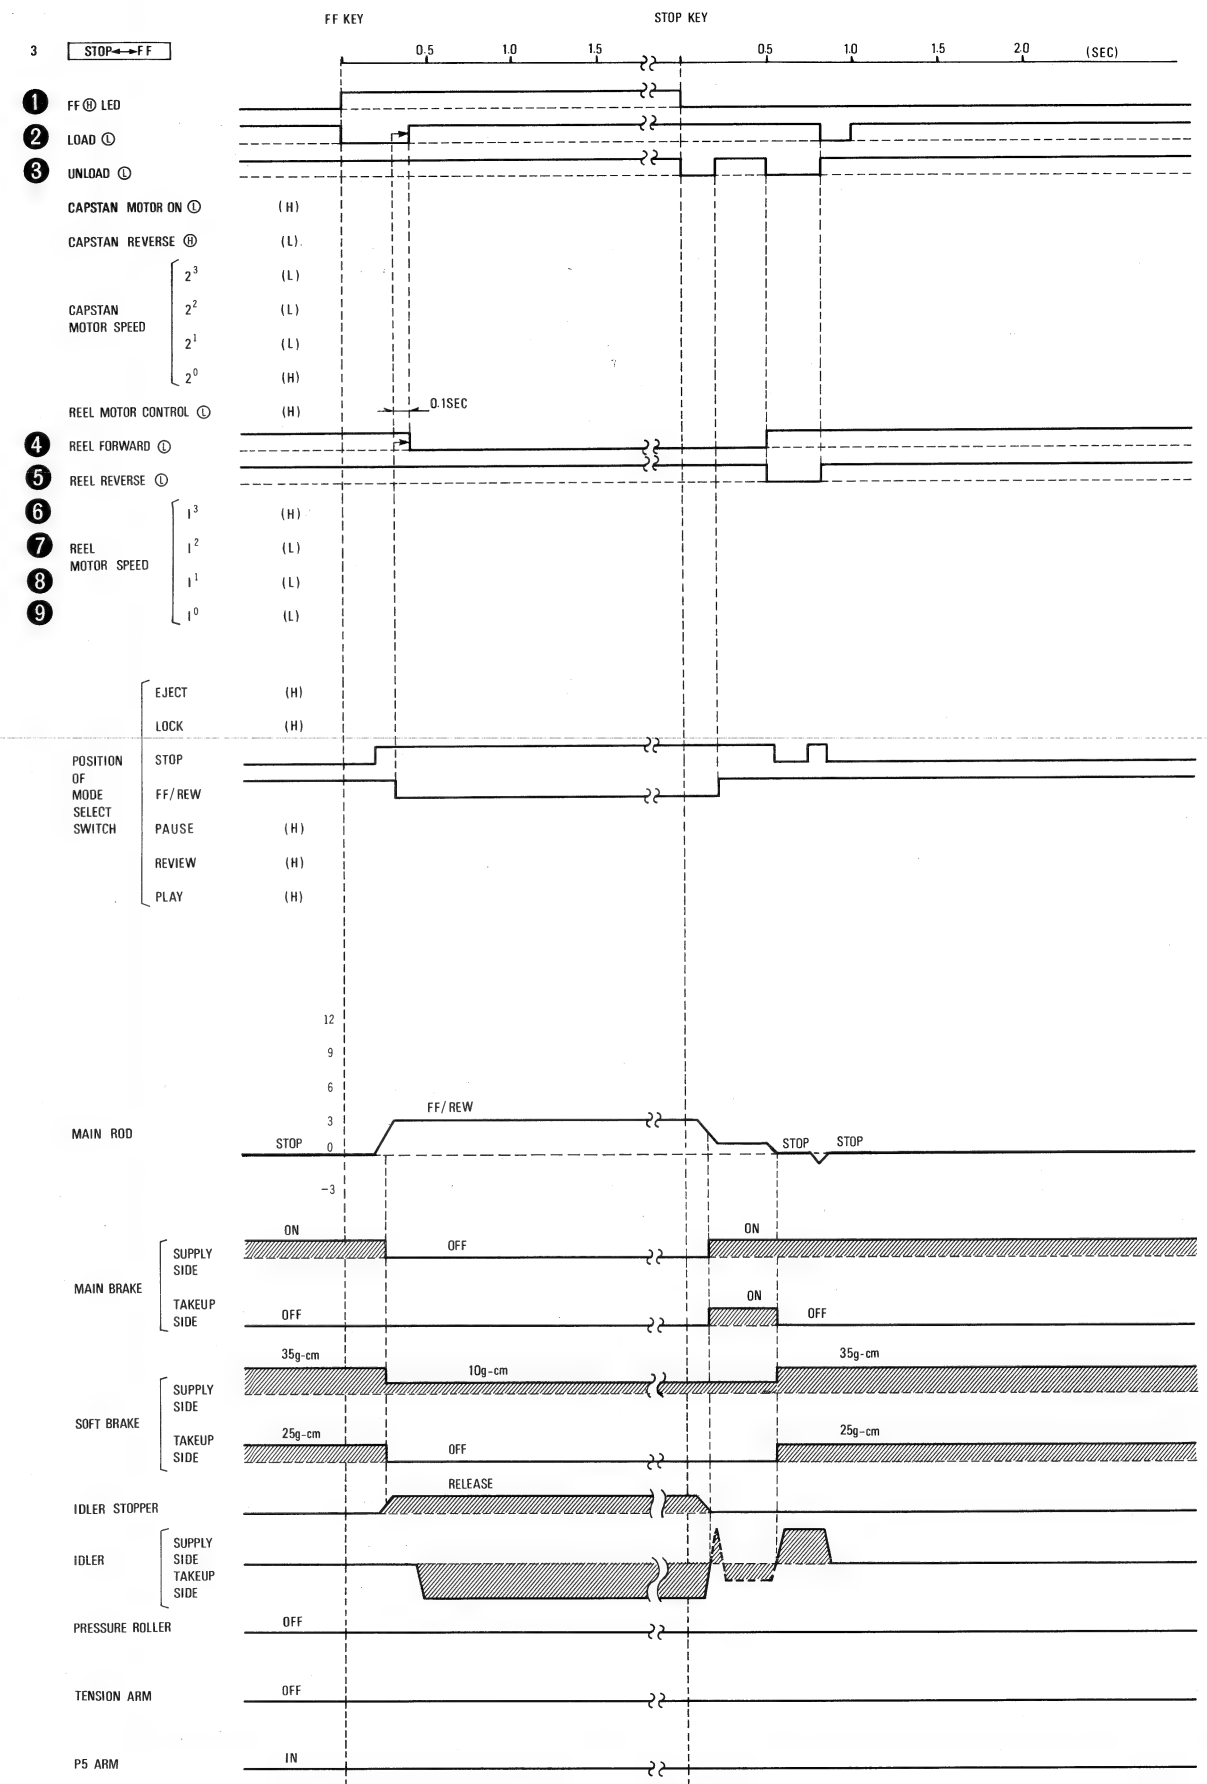 FF KEY STOP KEY
3 STOP↔FF 0.5 1.0 1.5 0.5 1.0 1.5 2.0 (SEC)
1 FF Ⓗ LED
2 LOAD Ⓛ
3 UNLOAD Ⓛ
CAPSTAN MOTOR ON Ⓛ (H)
CAPSTAN REVERSE Ⓗ (L)
2³ (L)
CAPSTAN 2² (L)
MOTOR SPEED
2¹ (L)
2⁰ (H)
REEL MOTOR CONTROL Ⓛ (H) 0.1SEC
4 REEL FORWARD Ⓛ
5 REEL REVERSE Ⓛ
6 I³ (H)
7 REEL I² (L)
MOTOR SPEED
8 I¹ (L)
9 I⁰ (L)
EJECT (H)
LOCK (H)
POSITION STOP
OF
MODE FF/REW
SELECT
SWITCH PAUSE (H)
REVIEW (H)
PLAY (H)
12
9
6
FF/REW
3
MAIN ROD
STOP 0 STOP STOP
−3
ON ON
SUPPLY OFF
SIDE
MAIN BRAKE
ON
TAKEUP OFF OFF
SIDE
35g-cm 10g-cm 35g-cm
SUPPLY
SIDE
SOFT BRAKE
25g-cm 25g-cm
TAKEUP OFF
SIDE
RELEASE
IDLER STOPPER
SUPPLY
IDLER SIDE
TAKEUP
SIDE
PRESSURE ROLLER OFF
TENSION ARM OFF
P5 ARM IN